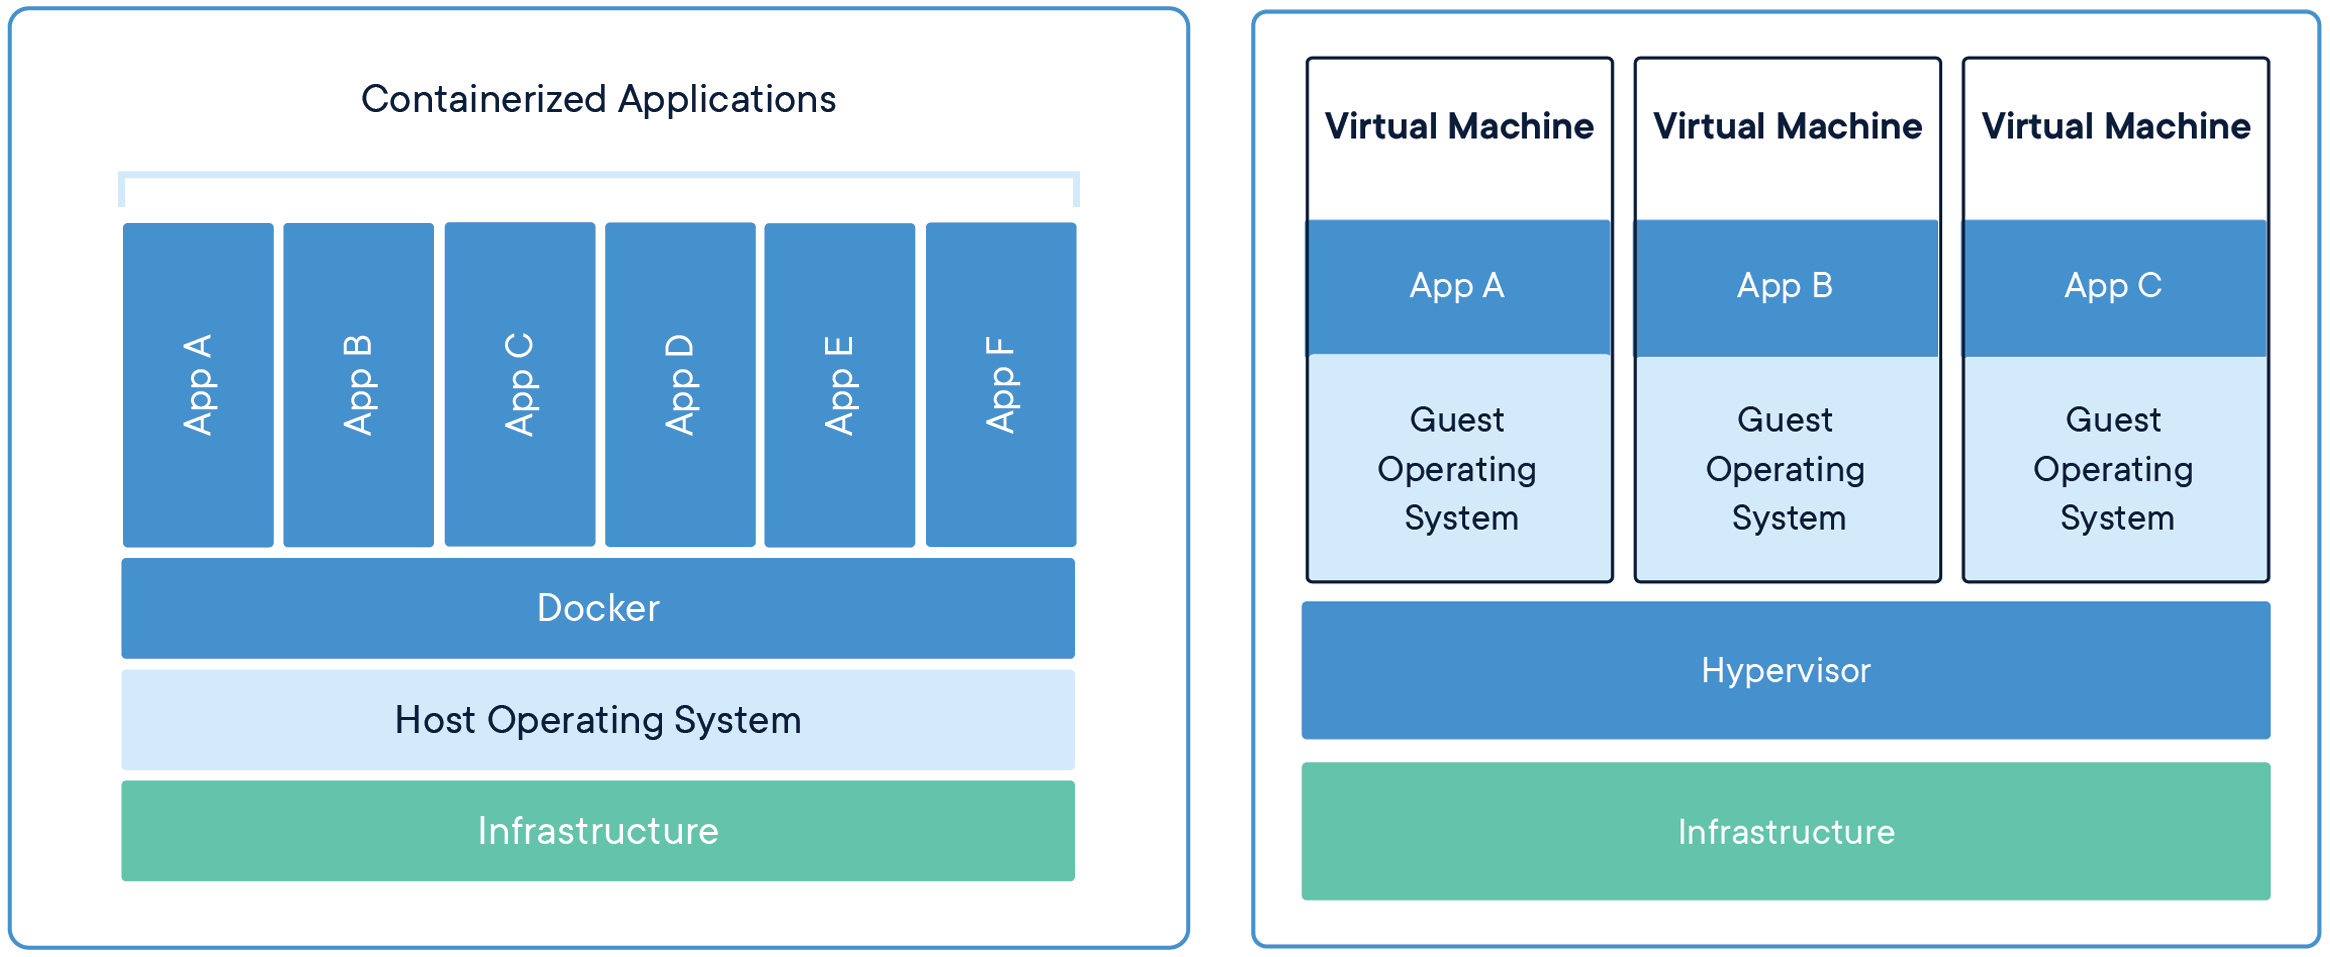 Containerized Applications
App A
App B
App C
App D
App E
App F
Docker
Host Operating System
Infrastructure
Virtual Machine
App A
Guest
Operating
System
Virtual Machine
App B
Guest
Operating
System
Virtual Machine
App C
Guest
Operating
System
Hypervisor
Infrastructure